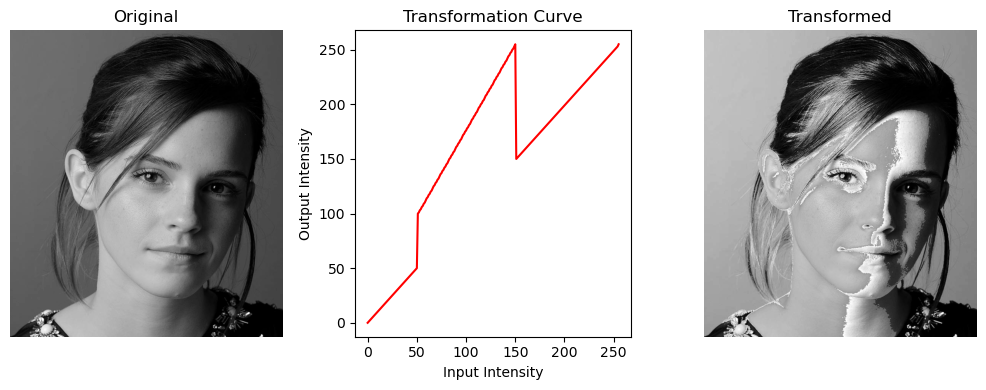 Original
Transformation Curve
Transformed
250
200
150
100
50
0
Output Intensity
0 50 100 150 200 250
Input Intensity